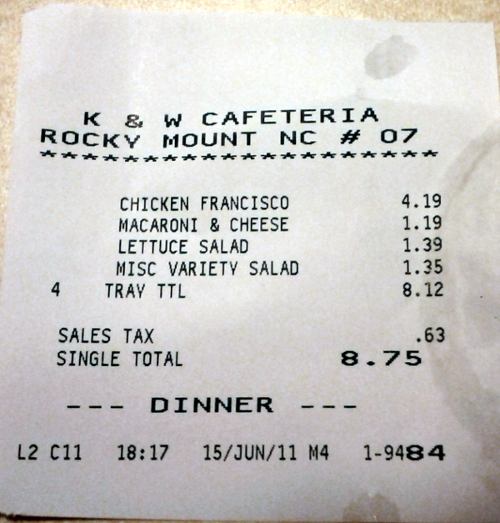 K & W CAFETERIA
ROCKY MOUNT NC # 07
************************
CHICKEN FRANCISCO 4.19
MACARONI & CHEESE 1.19
LETTUCE SALAD 1.39
MISC VARIETY SALAD 1.35
4 TRAY TTL 8.12
SALES TAX .63
SINGLE TOTAL 8.75
--- DINNER ---
L2 C11 18:17 15/JUN/11 M4 1-9484